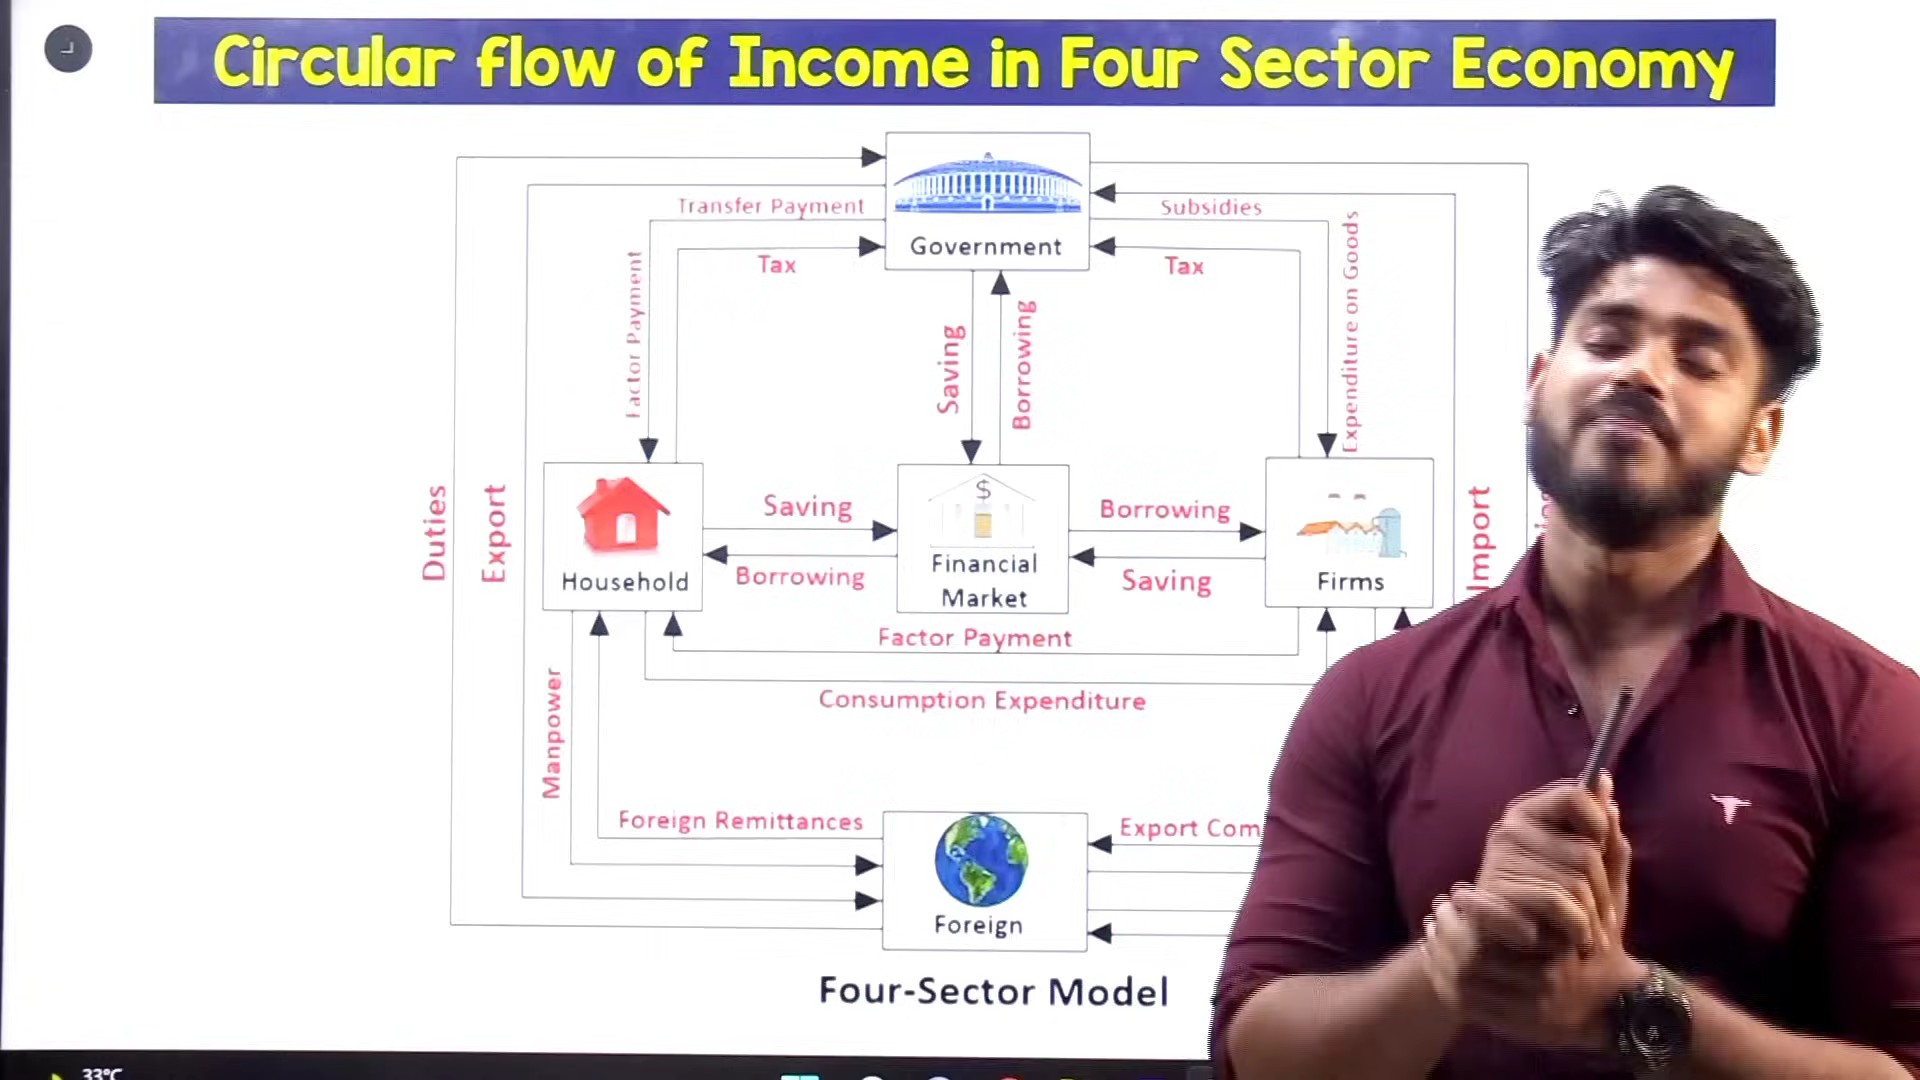 Circular flow of Income in Four Sector Economy
Transfer Payment
Subsidies
Government
Tax
Tax
Factor Payment
Expenditure on Goods
Saving
Borrowing
Duties
Export
Import
Saving
Borrowing
$
Financial
Market
Borrowing
Saving
Household
Firms
Factor Payment
Consumption Expenditure
Manpower
Foreign Remittances
Export Com
Foreign
Four-Sector Model
33°C